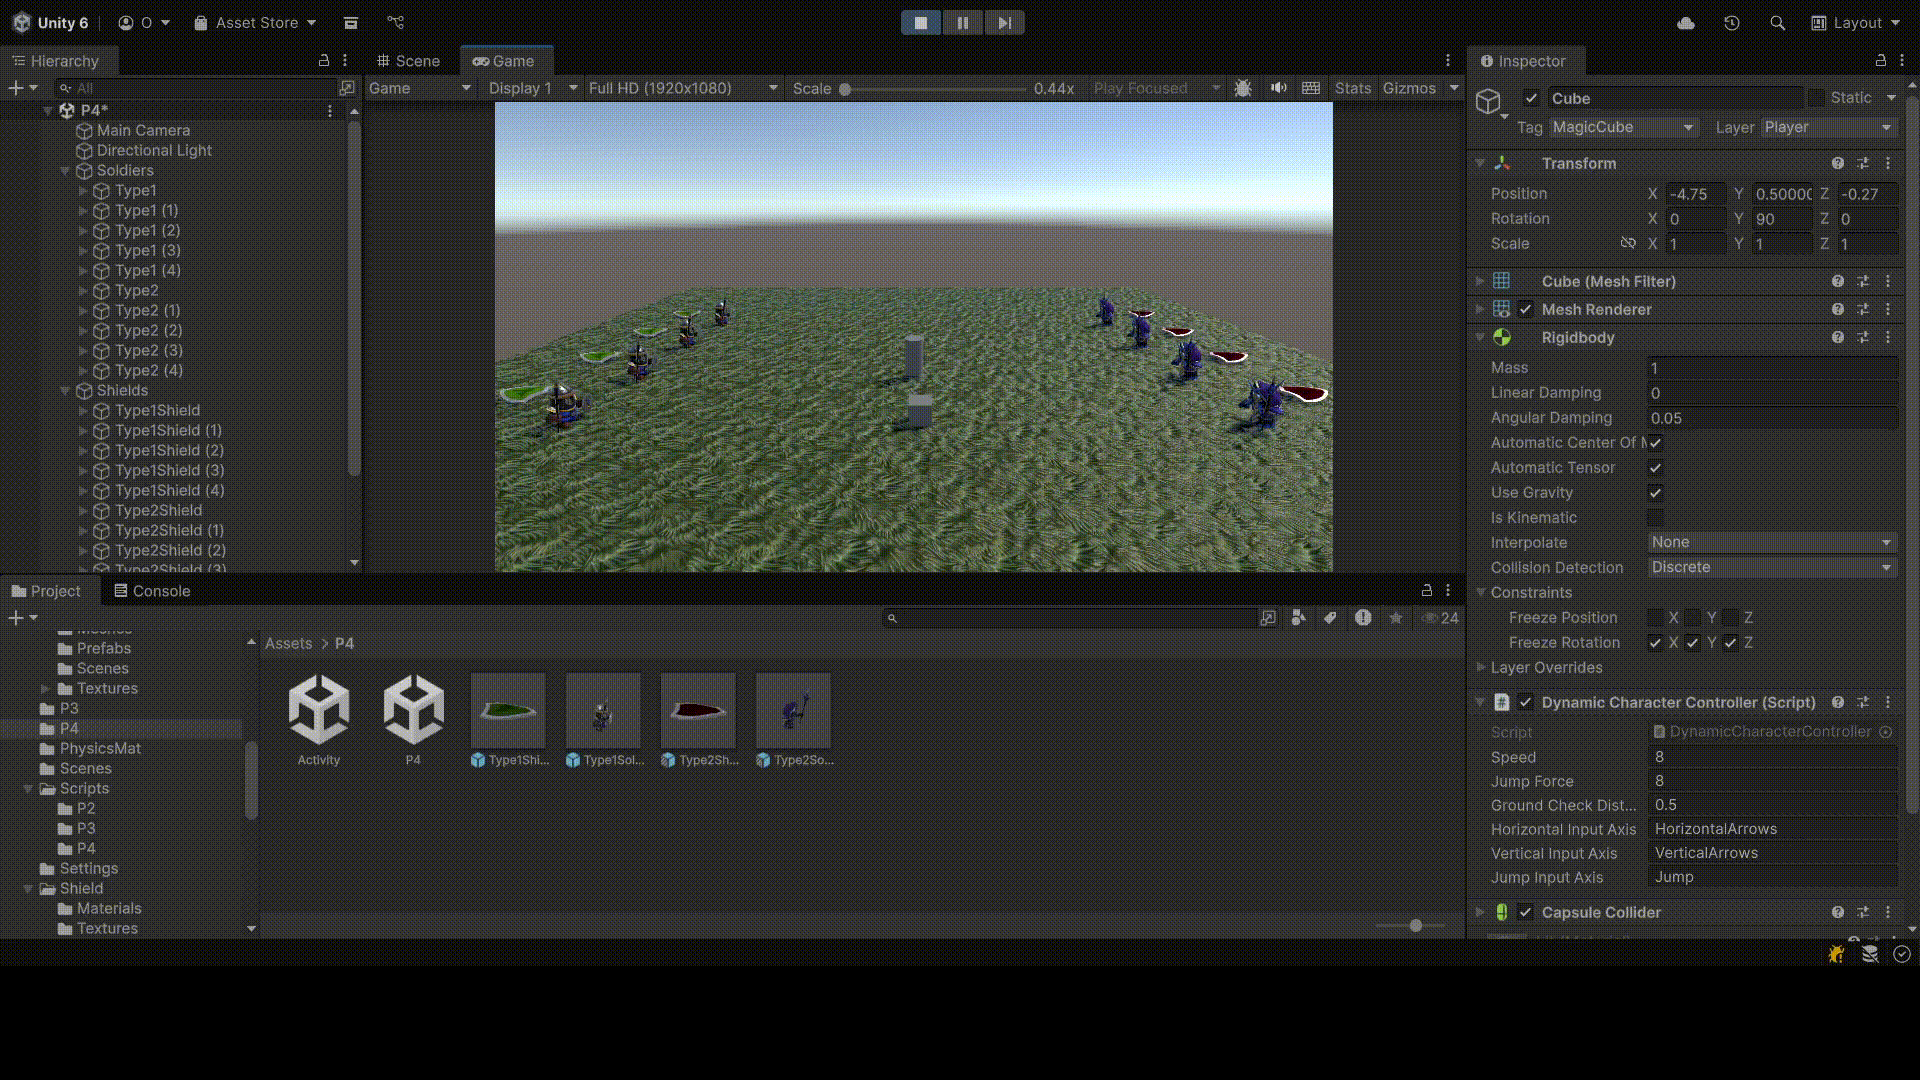 Unity 6
O
Asset Store
Layout
Hierarchy
All
P4*
Main Camera
Directional Light
Soldiers
Type1
Type1 (1)
Type1 (2)
Type1 (3)
Type1 (4)
Type2
Type2 (1)
Type2 (2)
Type2 (3)
Type2 (4)
Shields
Type1Shield
Type1Shield (1)
Type1Shield (2)
Type1Shield (3)
Type1Shield (4)
Type2Shield
Type2Shield (1)
Type2Shield (2)
Type2Shield (3)
Scene
Game
Game
Display 1
Full HD (1920x1080)
Scale
0.44x
Play Focused
Stats
Gizmos
Inspector
Cube
Static
Tag MagicCube Layer Player
Transform
Position X -4.75 Y 0.50000 Z -0.27
Rotation X 0 Y 90 Z 0
Scale X 1 Y 1 Z 1
Cube (Mesh Filter)
Mesh Renderer
Rigidbody
Mass 1
Linear Damping 0
Angular Damping 0.05
Automatic Center Of M
Automatic Tensor
Use Gravity
Is Kinematic
Interpolate None
Collision Detection Discrete
Constraints
Freeze Position X Y Z
Freeze Rotation X Y Z
Layer Overrides
Dynamic Character Controller (Script)
Script DynamicCharacterController
Speed 8
Jump Force 8
Ground Check Dist... 0.5
Horizontal Input Axis HorizontalArrows
Vertical Input Axis VerticalArrows
Jump Input Axis Jump
Capsule Collider
Project
Console
24
Meshes
Prefabs
Scenes
Textures
P3
P4
PhysicsMat
Scenes
Scripts
P2
P3
P4
Settings
Shield
Materials
Textures
Assets > P4
Activity
P4
Type1Shi...
Type1Sol...
Type2Sh...
Type2So...